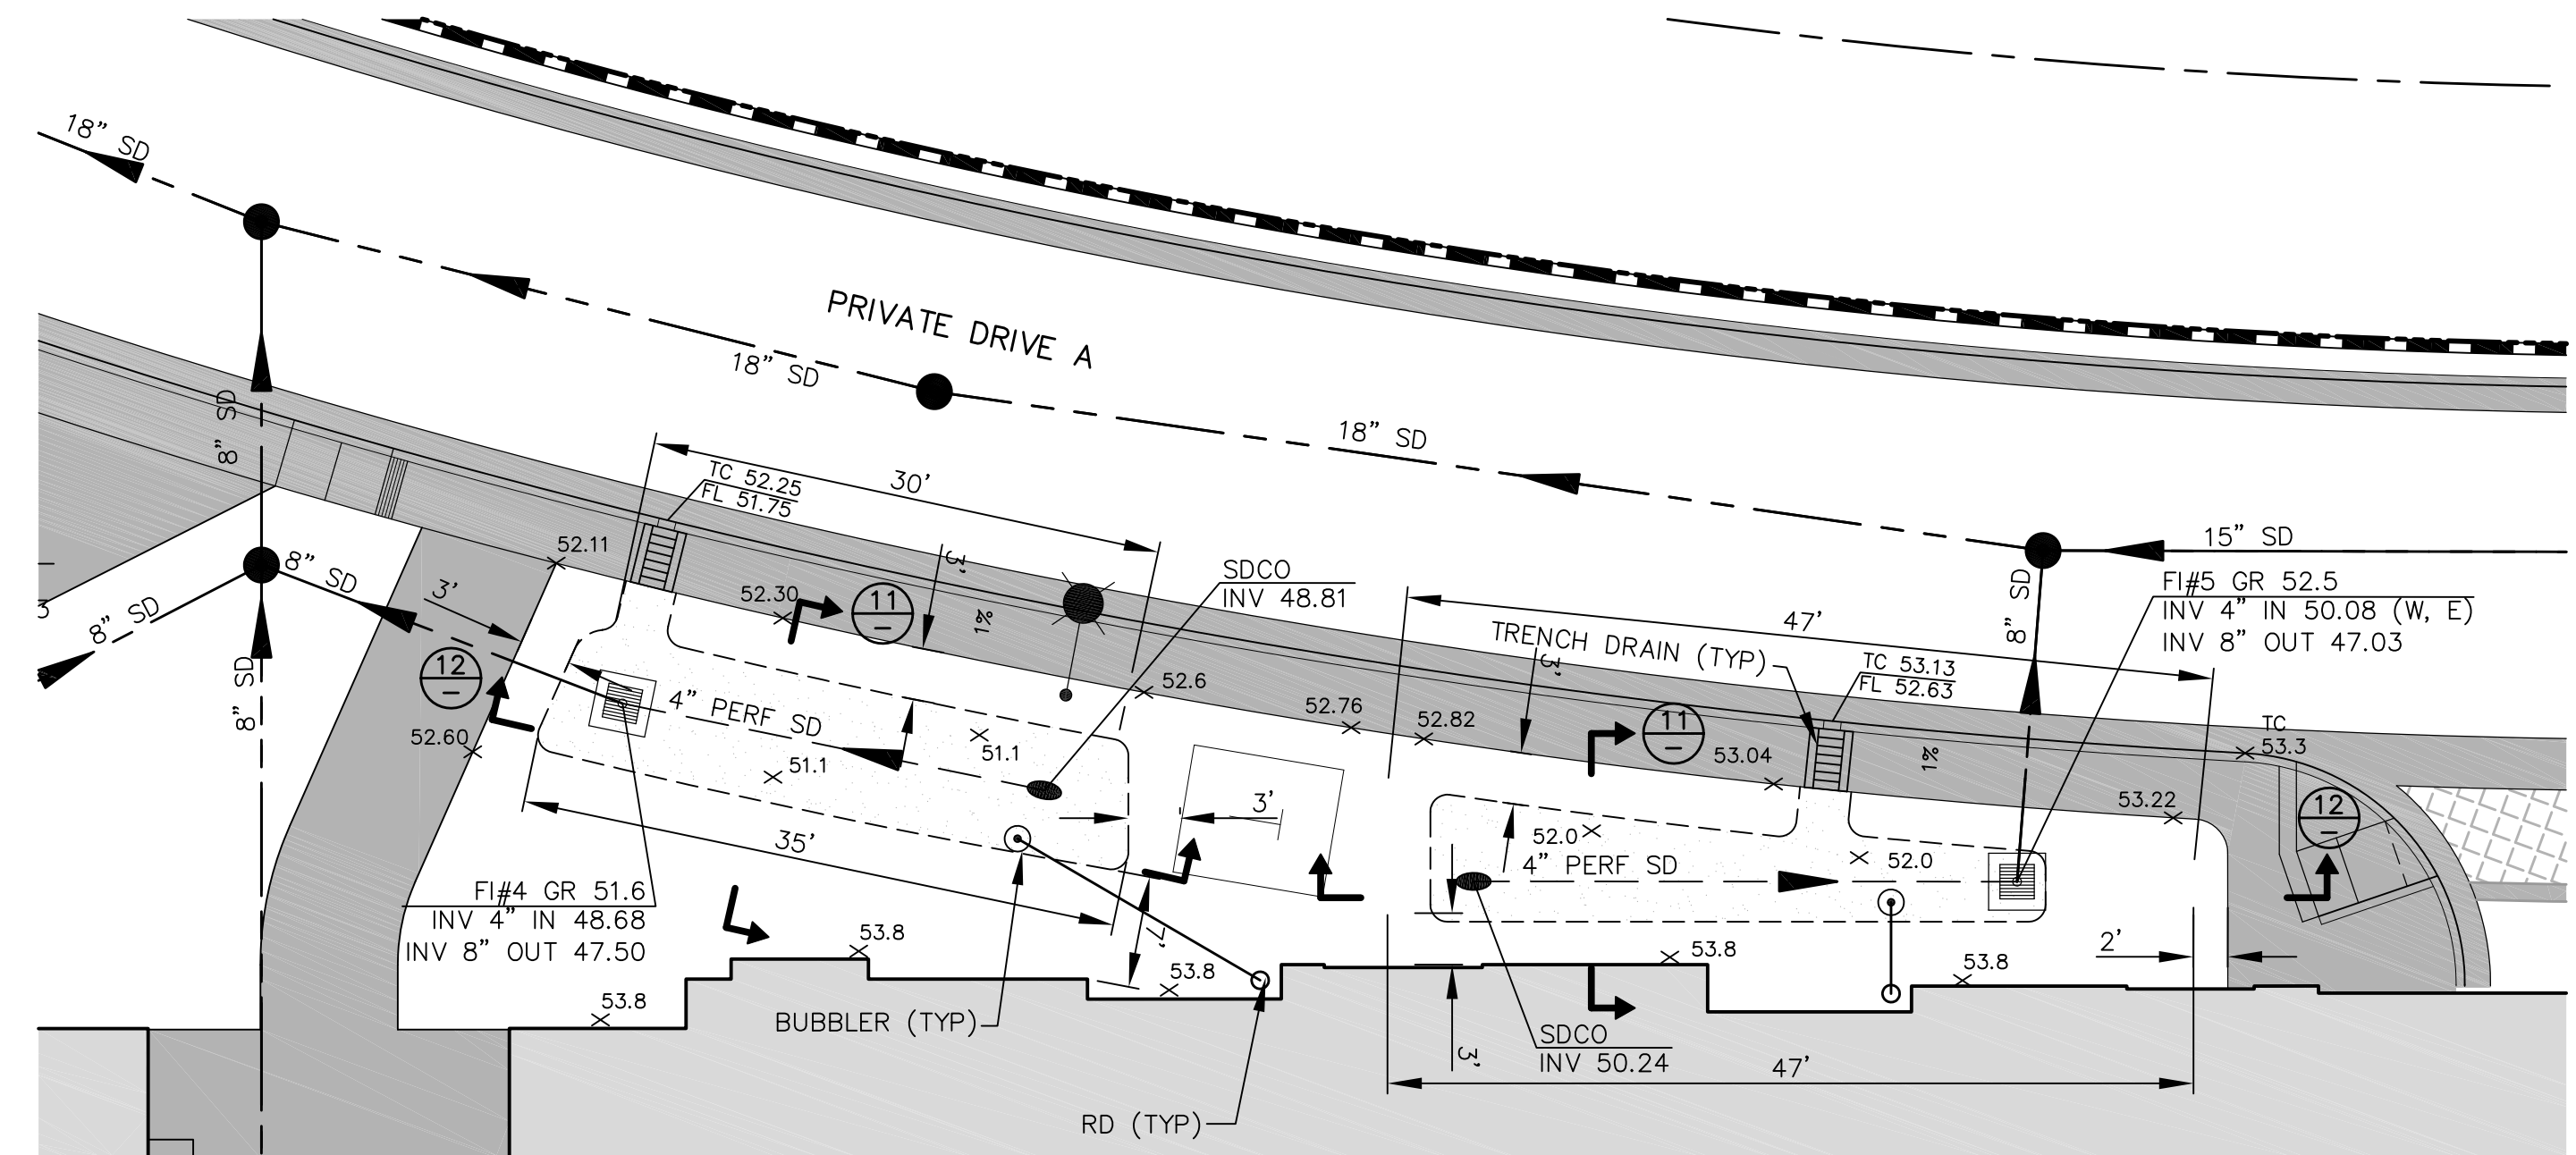 18” SD
PRIVATE DRIVE A
18” SD
18” SD
15” SD
8” SD
8” SD
8” SD
8” SD
8” SD
3
3’
TC 52.25
FL 51.75
30’
52.11
52.30
11
–
3’
1%
SDCO
INV 48.81
12
–
52.60
4” PERF SD
51.1
51.1
52.6
35’
3’
7’
FI#4 GR 51.6
INV 4” IN 48.68
INV 8” OUT 47.50
53.8
53.8
53.8
BUBBLER (TYP)
RD (TYP)
47’
TRENCH DRAIN (TYP)
3’
TC 53.13
FL 52.63
FI#5 GR 52.5
INV 4” IN 50.08 (W, E)
INV 8” OUT 47.03
52.76
52.82
11
–
53.04
1%
TC
53.3
53.22
12
–
52.0
52.0
4” PERF SD
53.8
53.8
2’
SDCO
INV 50.24
3’
47’